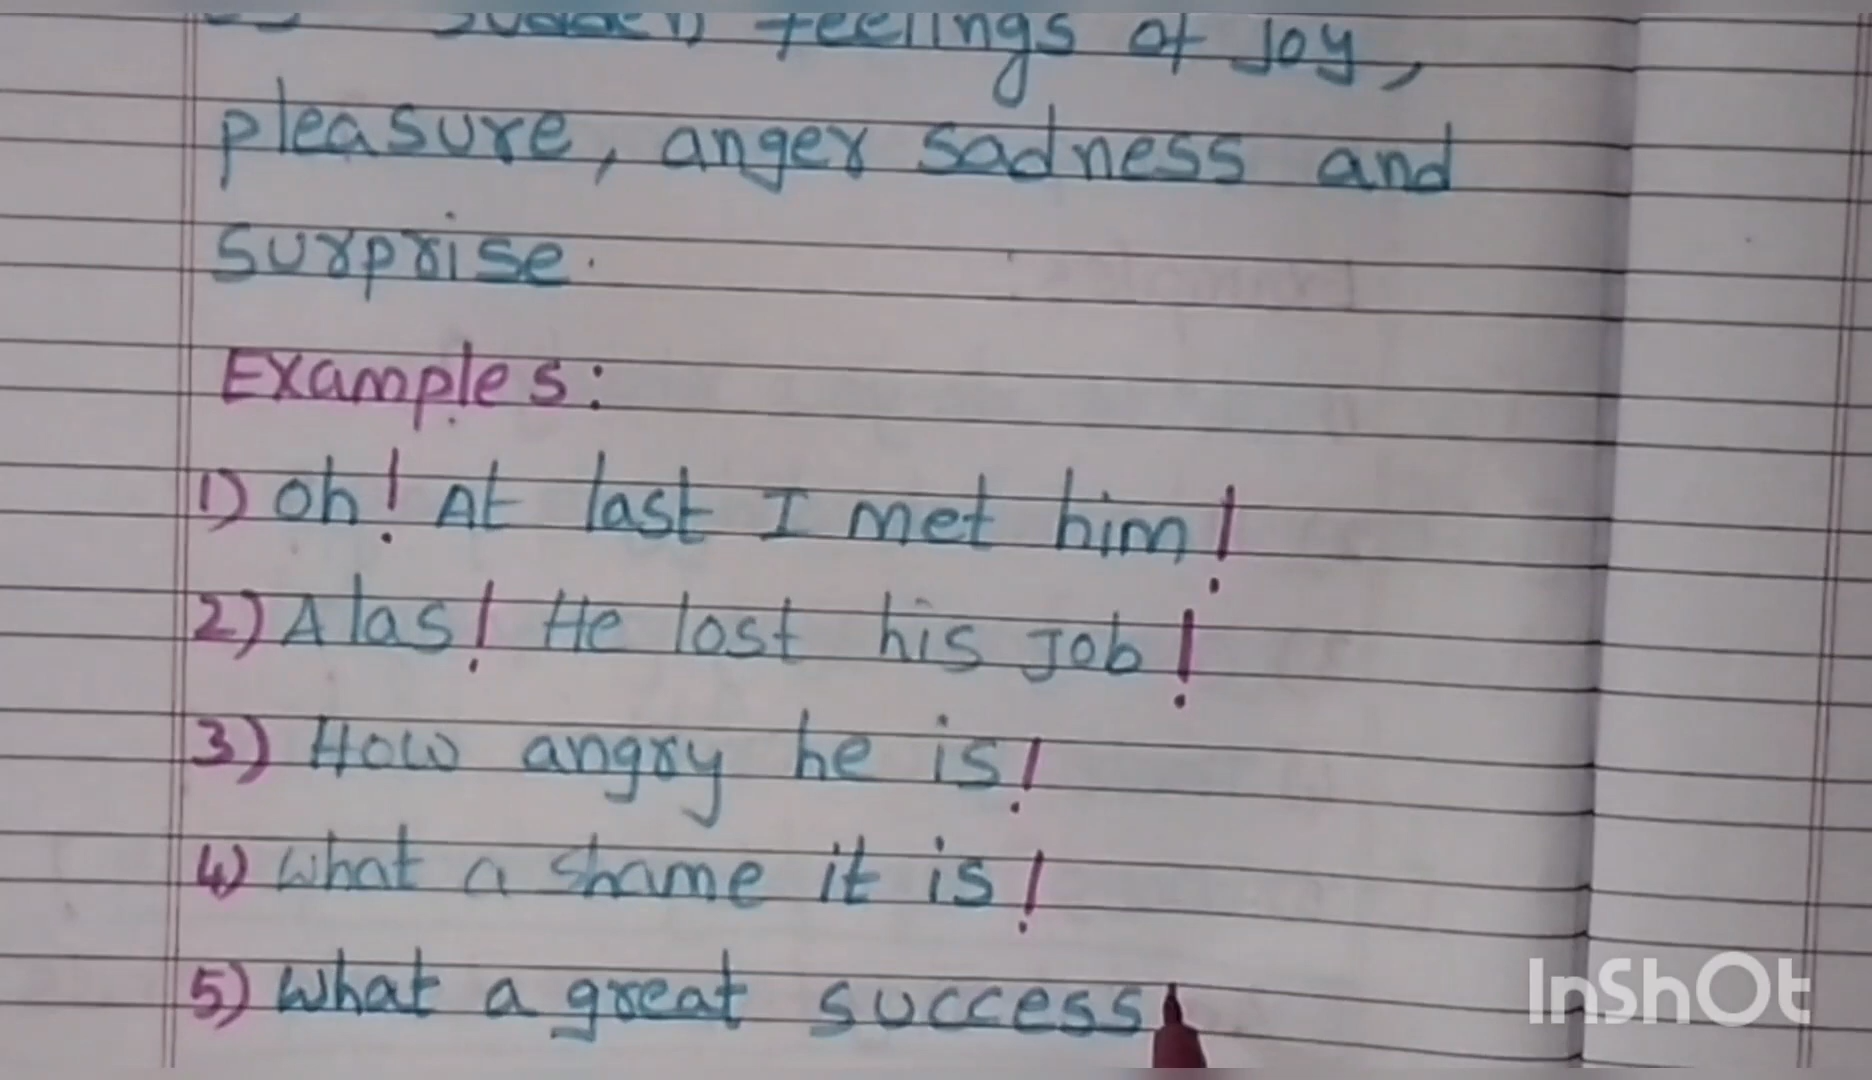 sudden feelings of joy,
pleasure, anger sadness and
surprise.
Examples:
1) Oh! At last I met him!
2) Alas! He lost his Job!
3) How angry he is!
4) What a shame it is!
5) What a great success
InShOt